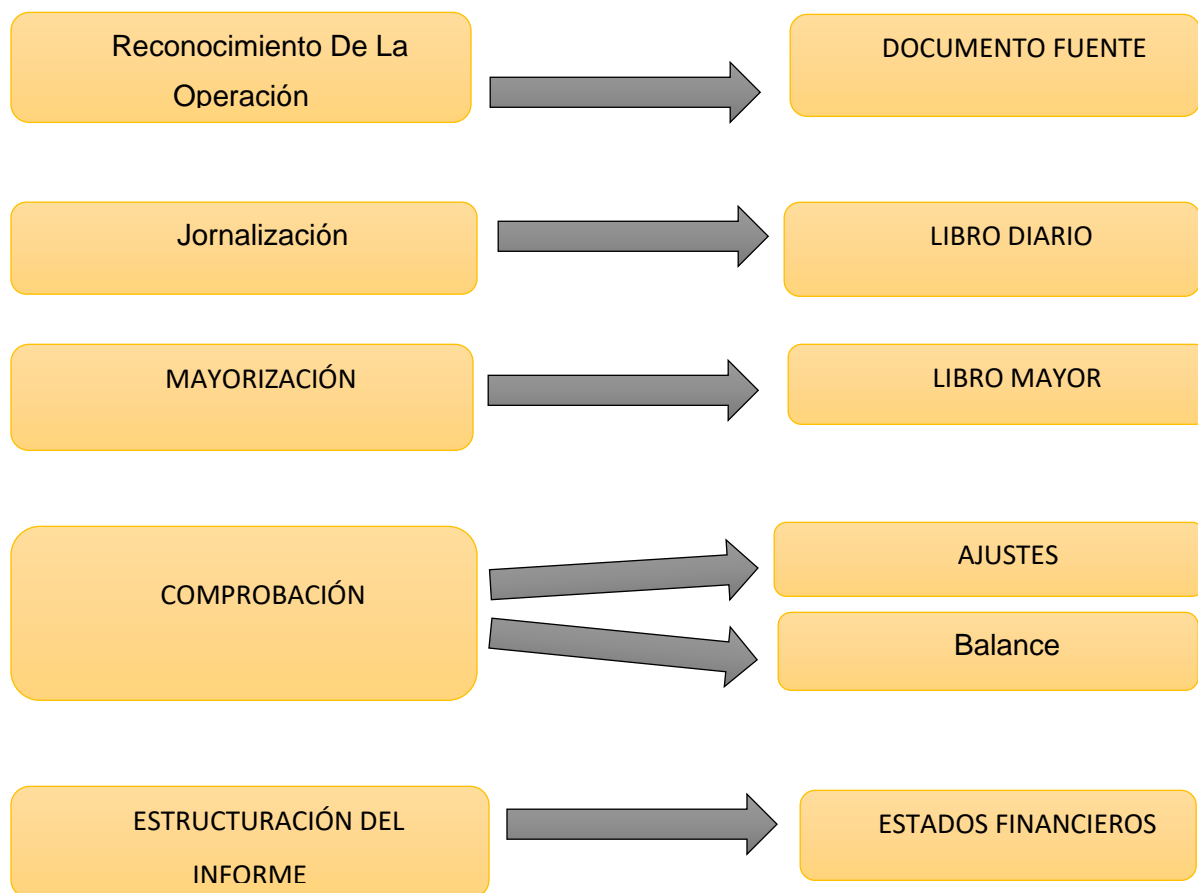 Reconocimiento De La
Operación
DOCUMENTO FUENTE
Jornalización
LIBRO DIARIO
MAYORIZACIÓN
LIBRO MAYOR
COMPROBACIÓN
AJUSTES
Balance
ESTRUCTURACIÓN DEL
INFORME
ESTADOS FINANCIEROS